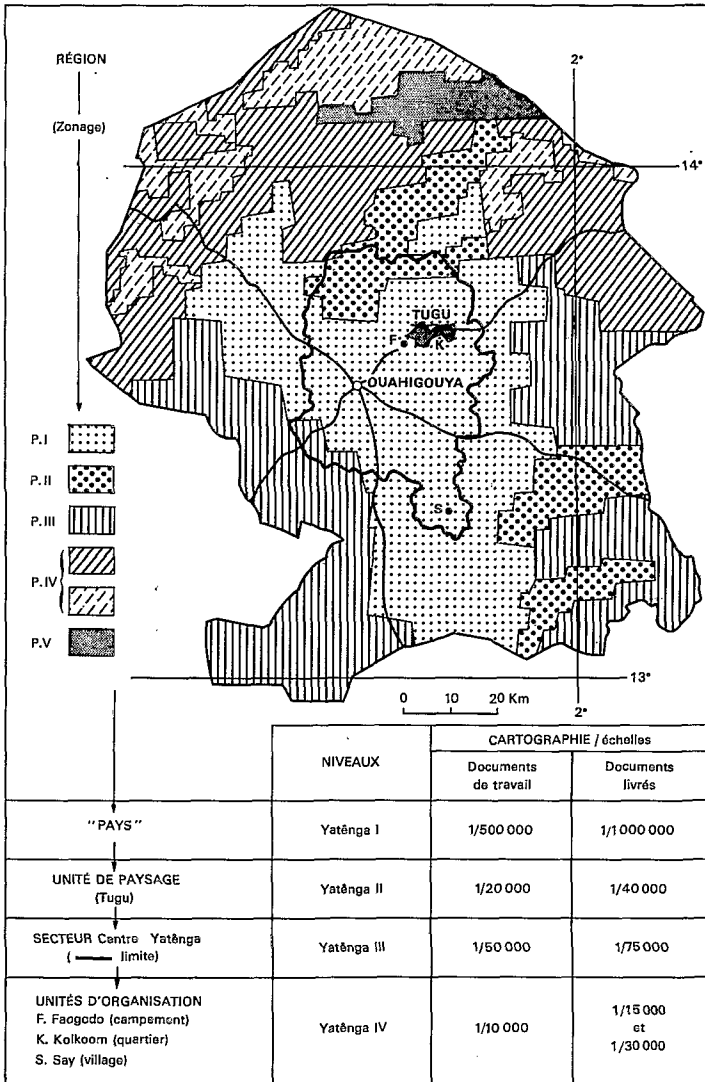 RÉGION
(Zonage)
2°
14°
TUGU
F
K
OUAHIGOUYA
P.I
P.II
P.III
P.IV
P.V
S
13°
0 10 20 Km
2°
NIVEAUX
CARTOGRAPHIE / échelles
Documents de travail
Documents livrés
"PAYS"
Yatênga I
1/500 000
1/1000 000
UNITÉ DE PAYSAGE
(Tugu)
Yatênga II
1/20 000
1/40 000
SECTEUR Centre Yatênga
( limite)
Yatênga III
1/50 000
1/75 000
UNITÉS D'ORGANISATION
F. Faogodo (campement)
K. Kolkoom (quartier)
S. Say (village)
Yatênga IV
1/10 000
1/15 000
et
1/30 000